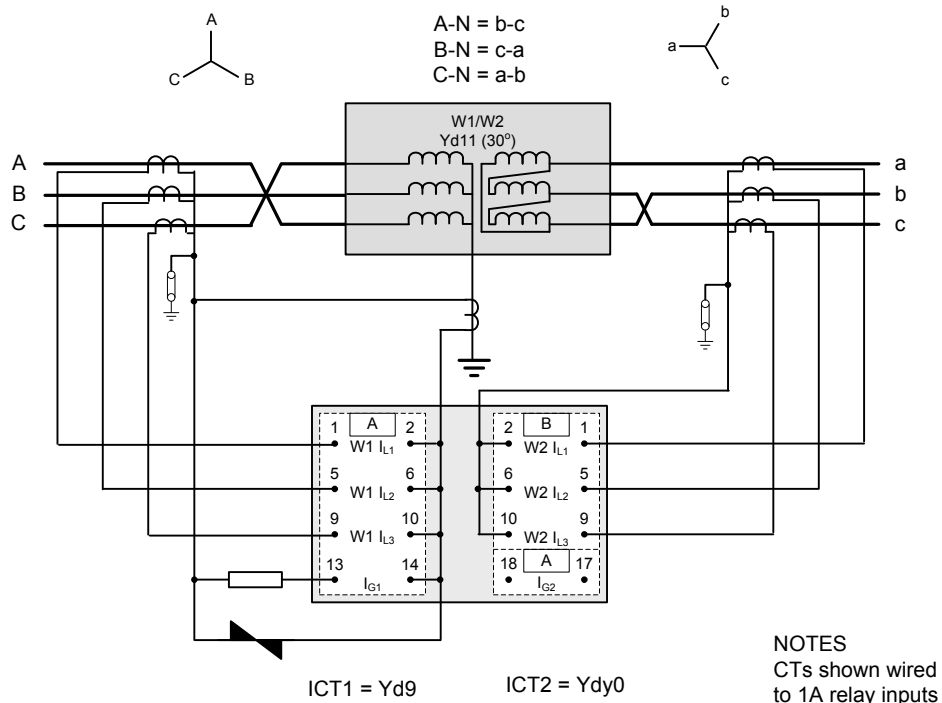 A
C
B
A-N = b-c
B-N = c-a
C-N = a-b
b
a
c
W1/W2
Yd11 (30°)
A
B
C
a
b
c
1 A 2
W1 IL1
5 6
W1 IL2
9 10
W1 IL3
13 14
IG1
2 B 1
W2 IL1
6 5
W2 IL2
10 9
W2 IL3
18 A 17
IG2
ICT1 = Yd9
ICT2 = Ydy0
NOTES
CTs shown wired
to 1A relay inputs